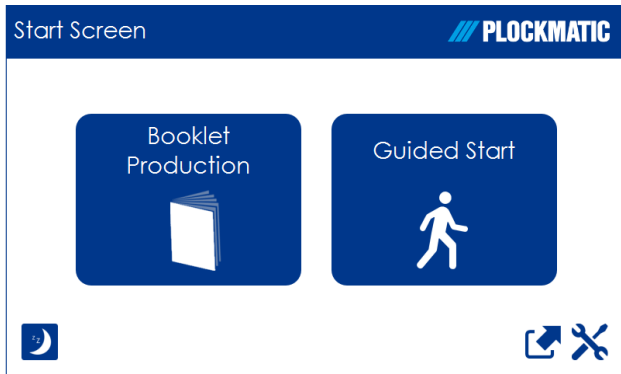 Start Screen
PLOCKMATIC
Booklet
Production
Guided Start
z z